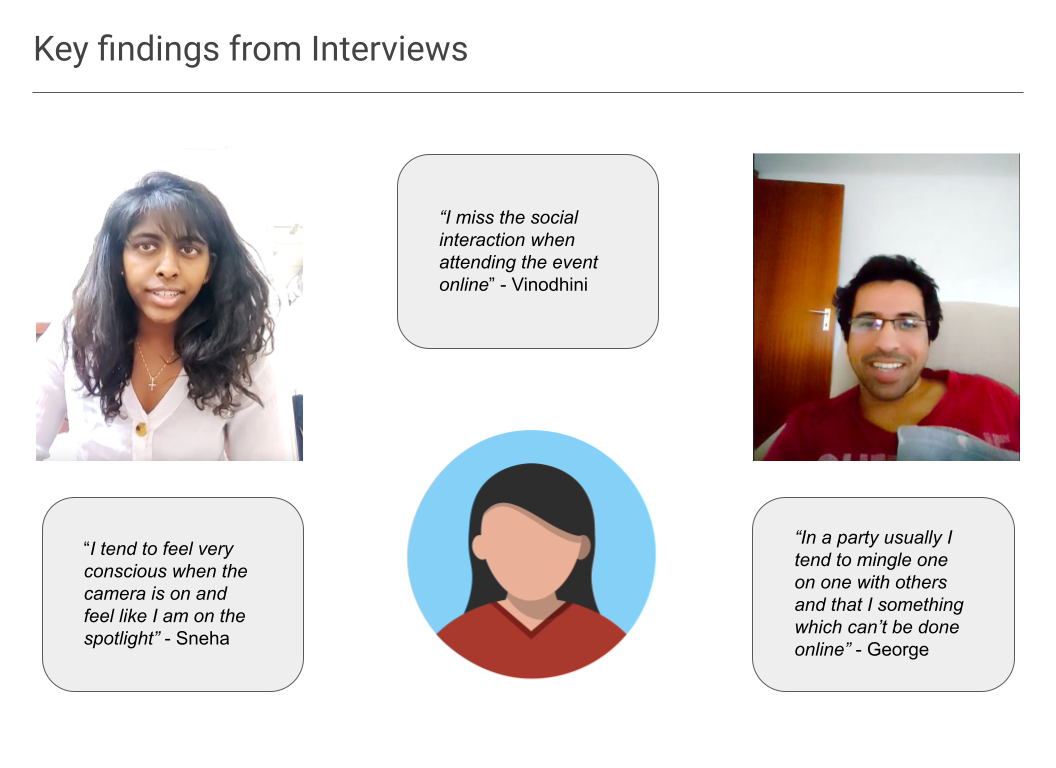 Key findings from Interviews
“I miss the social
interaction when
attending the event
online” - Vinodhini
“I tend to feel very
conscious when the
camera is on and
feel like I am on the
spotlight” - Sneha
“In a party usually I
tend to mingle one
on one with others
and that I something
which can’t be done
online” - George